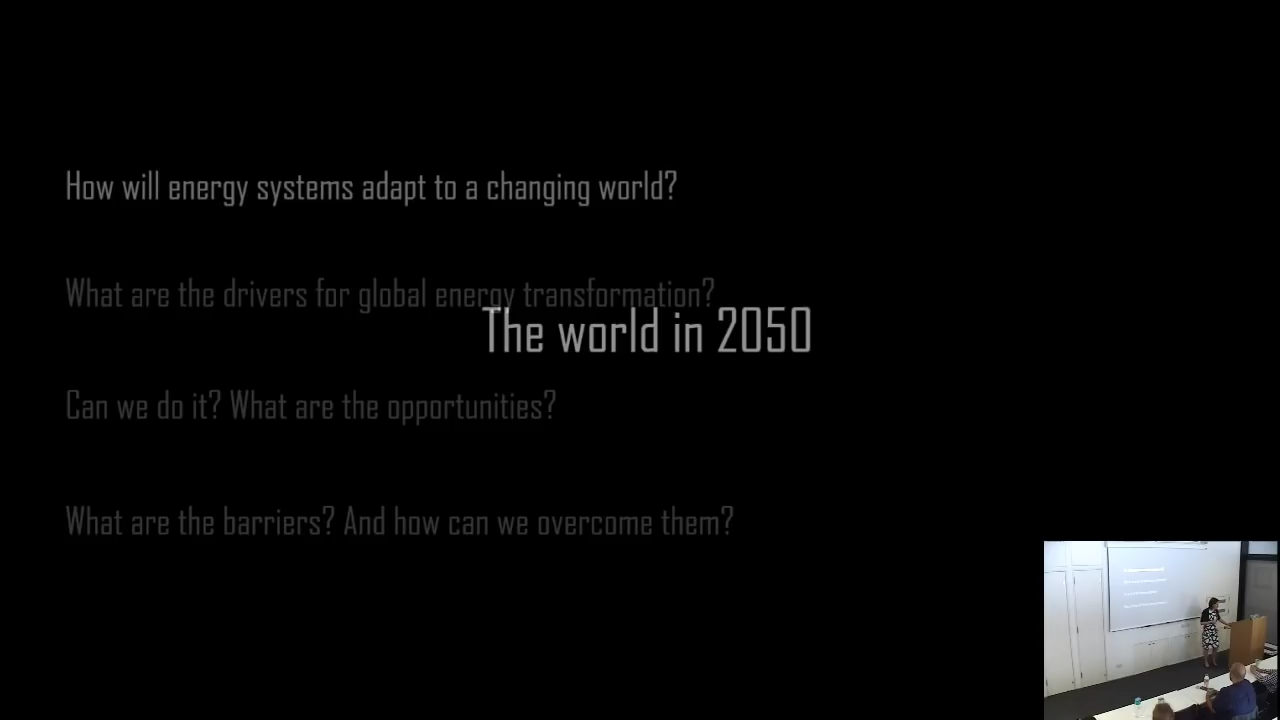 How will energy systems adapt to a changing world?
What are the drivers for global energy transformation?
The world in 2050
Can we do it? What are the opportunities?
What are the barriers? And how can we overcome them?